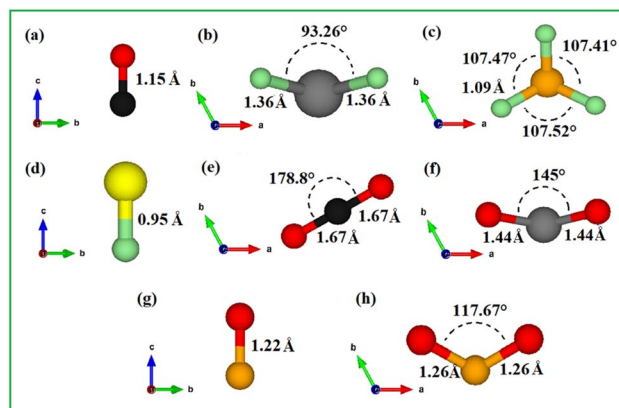 (a)
1.15 Å
c
b
(b)
93.26°
1.36 Å
1.36 Å
b
a
(c)
107.47°
107.41°
1.09 Å
107.52°
b
a
(d)
0.95 Å
c
b
(e)
178.8°
1.67 Å
1.67 Å
b
a
(f)
145°
1.44 Å
1.44 Å
b
a
(g)
1.22 Å
c
b
(h)
117.67°
1.26 Å
1.26 Å
b
a